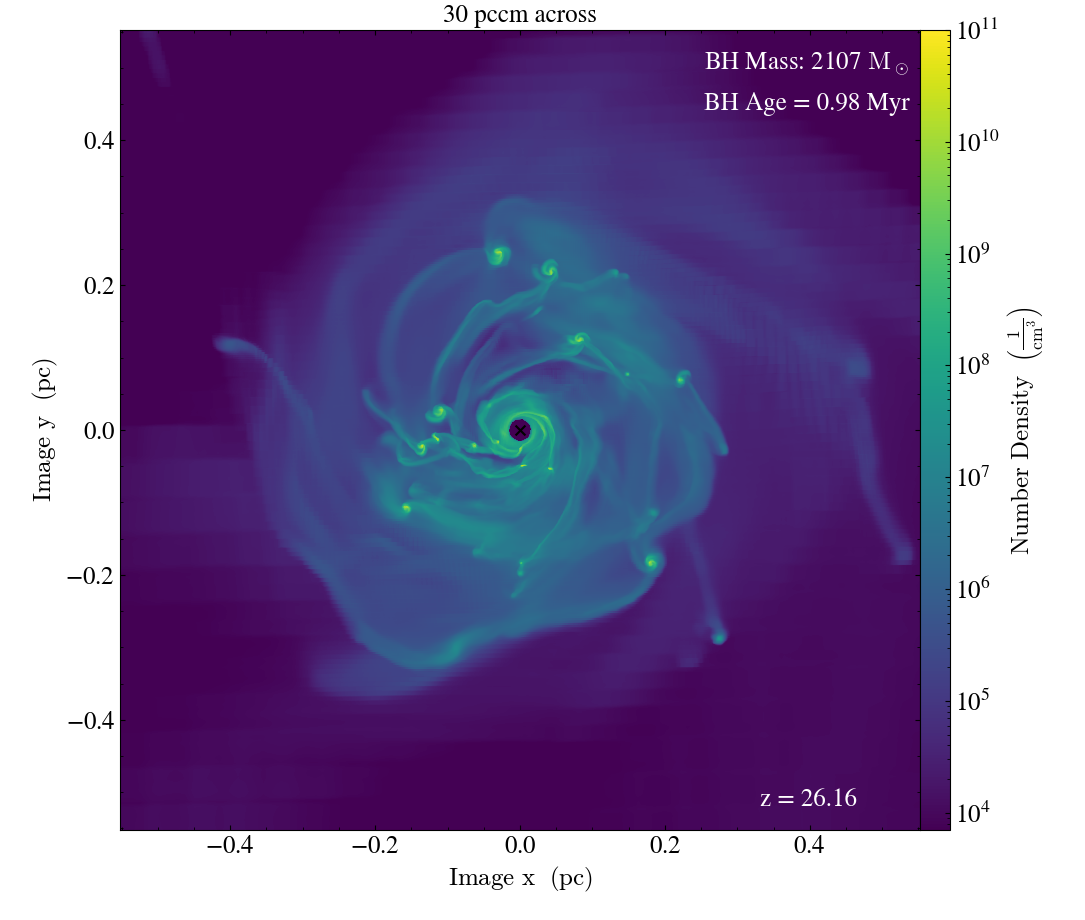 30 pccm across
BH Mass: 2107 M⊙
BH Age = 0.98 Myr
z = 26.16
Image y (pc)
0.4
0.2
0.0
−0.2
−0.4
−0.4 −0.2 0.0 0.2 0.4
Image x (pc)
10¹¹
10¹⁰
10⁹
10⁸
10⁷
10⁶
10⁵
10⁴
Number Density (1/cm³)